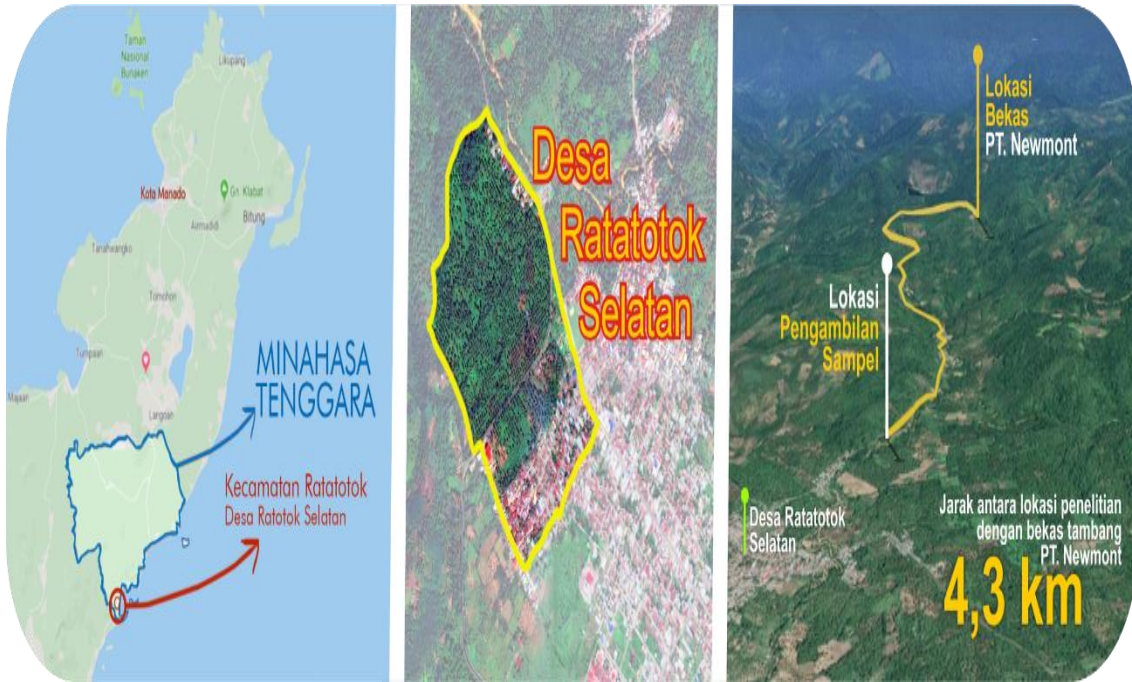 Taman
Nasional
Bunaken
Likupang
Kota Manado
Gn. Klabat
Bitung
Airmadidi
Tanahwangko
Tomohon
Tumpaan
Langoan
MINAHASA
TENGGARA
Kecamatan Ratatotok
Desa Ratotok Selatan
Desa
Ratatotok
Selatan
Lokasi
Bekas
PT. Newmont
Lokasi
Pengambilan
Sampel
Desa Ratatotok
Selatan
Jarak antara lokasi penelitian
dengan bekas tambang
PT. Newmont
4,3 km